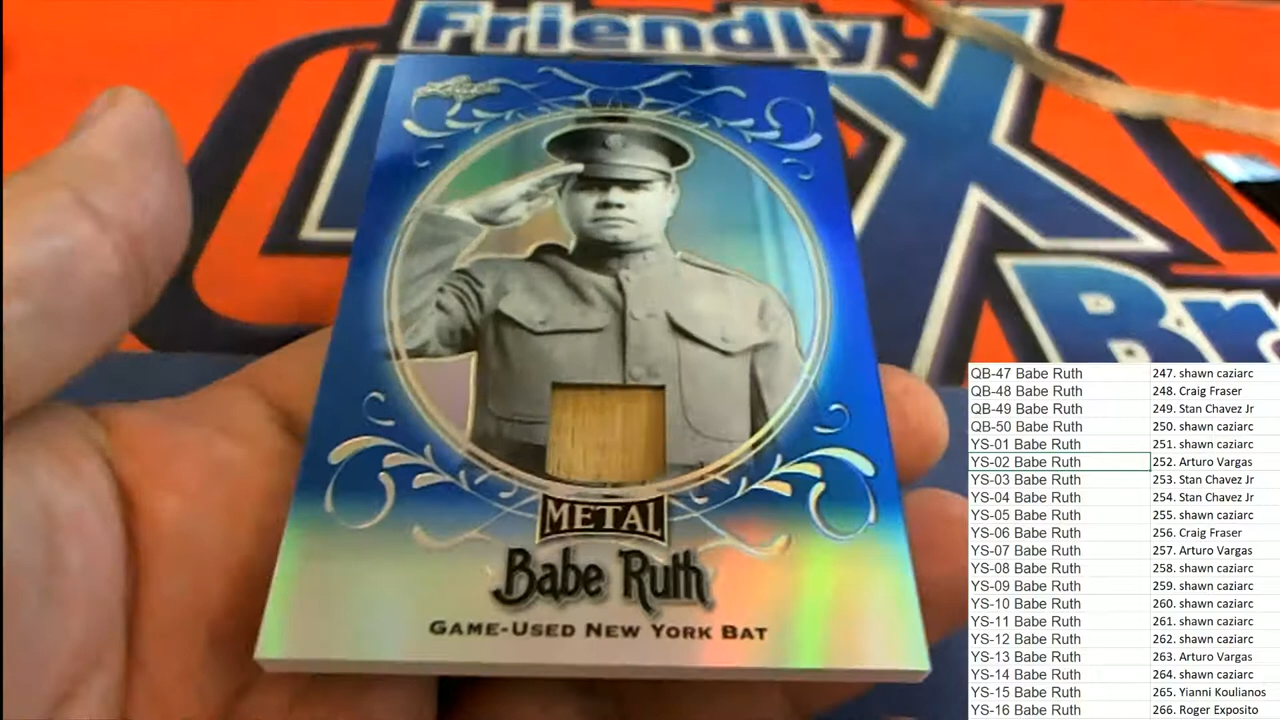 Friendly
BOX
Br
Leaf
METAL
Babe Ruth
GAME-USED NEW YORK BAT
QB-47 Babe Ruth 247. shawn caziarc
QB-48 Babe Ruth 248. Craig Fraser
QB-49 Babe Ruth 249. Stan Chavez Jr
QB-50 Babe Ruth 250. shawn caziarc
YS-01 Babe Ruth 251. shawn caziarc
YS-02 Babe Ruth 252. Arturo Vargas
YS-03 Babe Ruth 253. Stan Chavez Jr
YS-04 Babe Ruth 254. Stan Chavez Jr
YS-05 Babe Ruth 255. shawn caziarc
YS-06 Babe Ruth 256. Craig Fraser
YS-07 Babe Ruth 257. Arturo Vargas
YS-08 Babe Ruth 258. shawn caziarc
YS-09 Babe Ruth 259. shawn caziarc
YS-10 Babe Ruth 260. shawn caziarc
YS-11 Babe Ruth 261. shawn caziarc
YS-12 Babe Ruth 262. shawn caziarc
YS-13 Babe Ruth 263. Arturo Vargas
YS-14 Babe Ruth 264. shawn caziarc
YS-15 Babe Ruth 265. Yianni Koulianos
YS-16 Babe Ruth 266. Roger Exposito